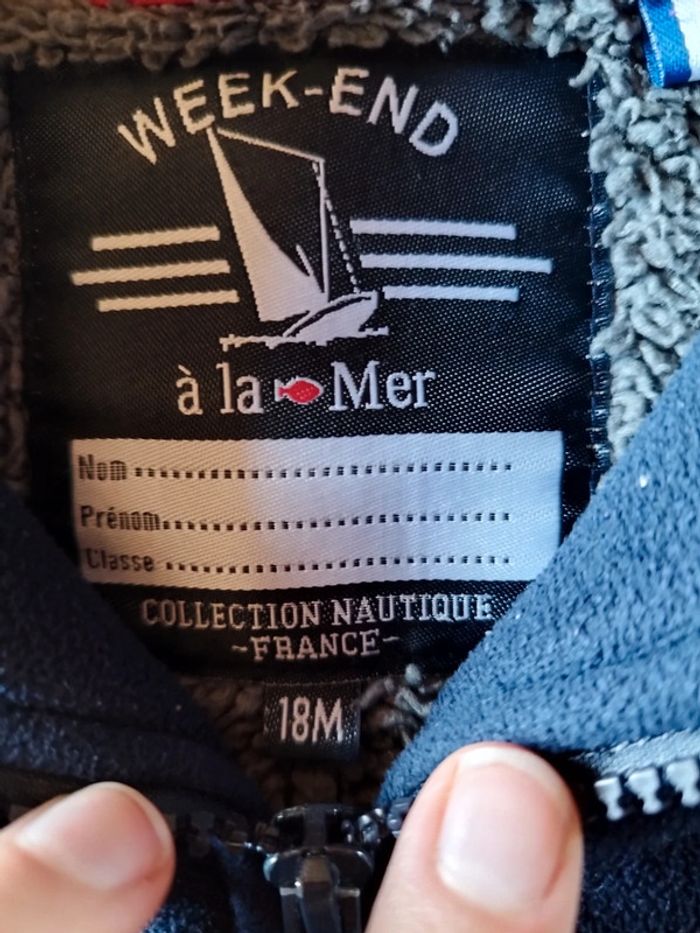 WEEK-END
à la Mer
Nom
Prénom
Classe
COLLECTION NAUTIQUE
-FRANCE-
18M